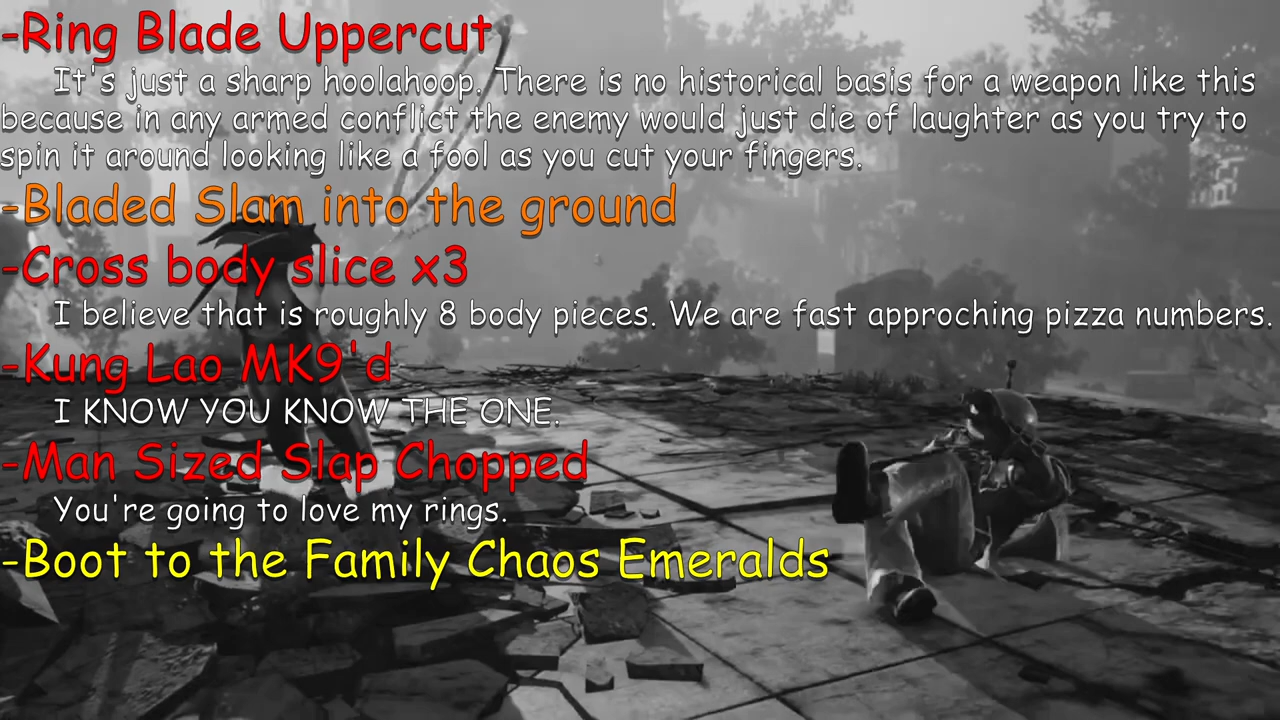 -Ring Blade Uppercut
It's just a sharp hoolahoop. There is no historical basis for a weapon like this
because in any armed conflict the enemy would just die of laughter as you try to
spin it around looking like a fool as you cut your fingers.
-Bladed Slam into the ground
-Cross body slice x3
I believe that is roughly 8 body pieces. We are fast approching pizza numbers.
-Kung Lao MK9'd
I KNOW YOU KNOW THE ONE.
-Man Sized Slap Chopped
You're going to love my rings.
-Boot to the Family Chaos Emeralds